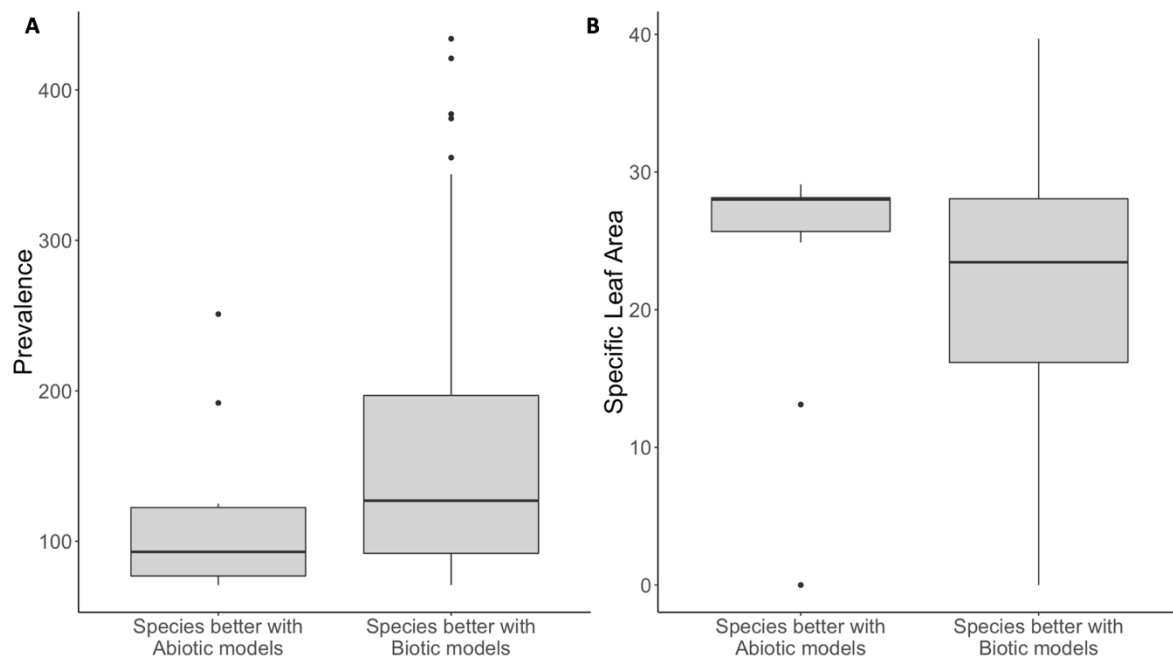 A
Prevalence
400
300
200
100
Species better with
Abiotic models
Species better with
Biotic models
B
Specific Leaf Area
40
30
20
10
0
Species better with
Abiotic models
Species better with
Biotic models